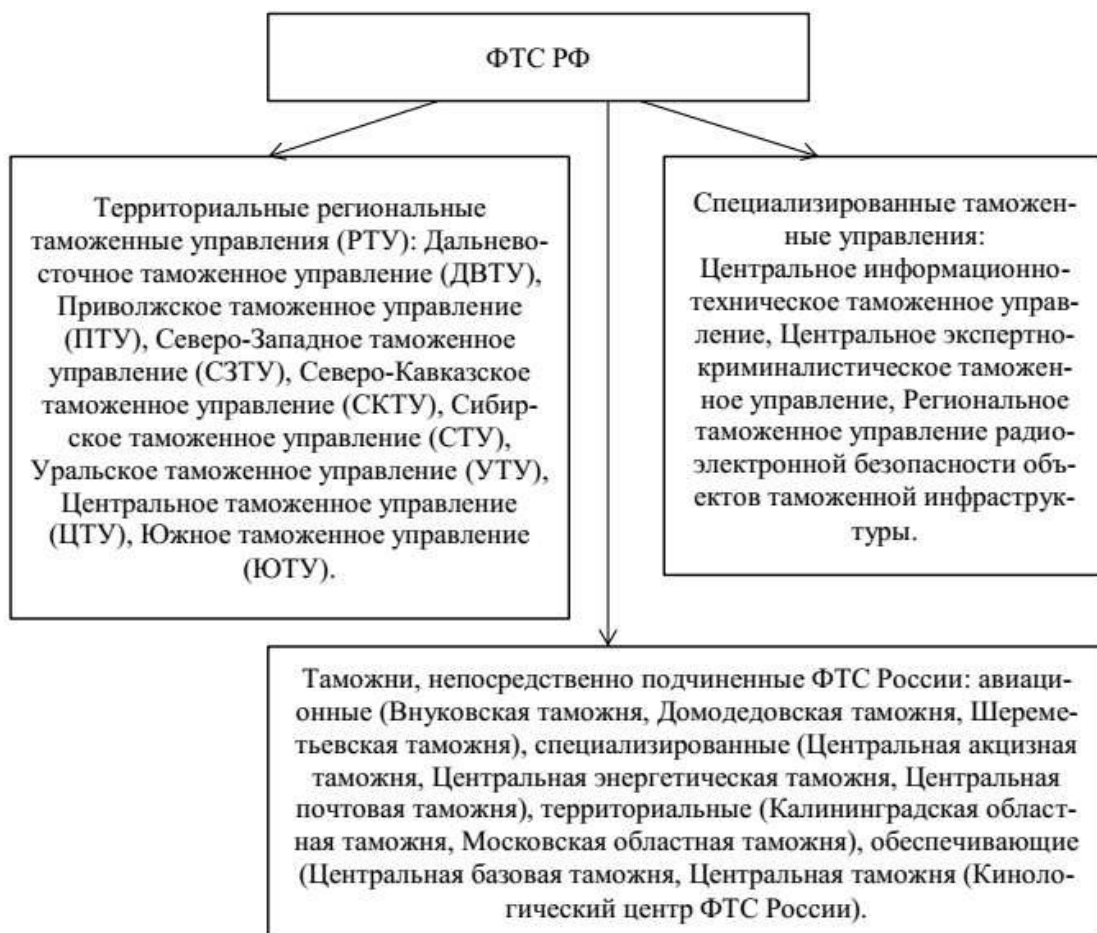 ФТС РФ
Территориальные региональные
таможенные управления (РТУ): Дальнево-
сточное таможенное управление (ДВТУ),
Приволжское таможенное управление
(ПТУ), Северо-Западное таможенное
управление (СЗТУ), Северо-Кавказское
таможенное управление (СКТУ), Сибир-
ское таможенное управление (СТУ),
Уральское таможенное управление (УТУ),
Центральное таможенное управление
(ЦТУ), Южное таможенное управление
(ЮТУ).
Специализированные таможен-
ные управления:
Центральное информационно-
техническое таможенное управ-
ление, Центральное экспертно-
криминалистическое таможен-
ное управление, Региональное
таможенное управление радио-
электронной безопасности объ-
ектов таможенной инфраструк-
туры.
Таможни, непосредственно подчиненные ФТС России: авиаци-
онные (Внуковская таможня, Домодедовская таможня, Шереме-
тьевская таможня), специализированные (Центральная акцизная
таможня, Центральная энергетическая таможня, Центральная
почтовая таможня), территориальные (Калининградская област-
ная таможня, Московская областная таможня), обеспечивающие
(Центральная базовая таможня, Центральная таможня (Киноло-
гический центр ФТС России).